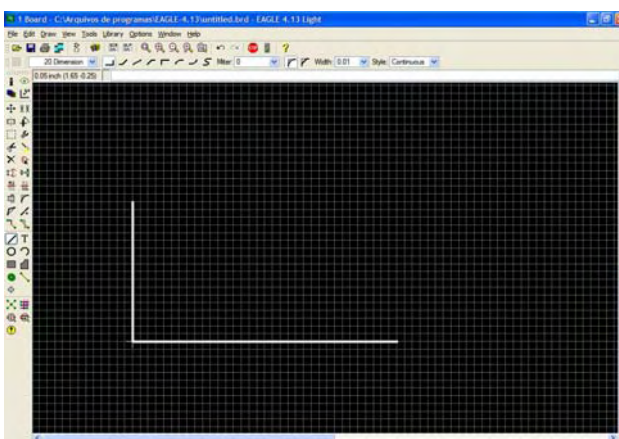 1 Board - C:\Arquivos de programas\EAGLE-4.13\untitled.brd - EAGLE 4.13 Light
File Edit Draw View Tools Library Options Window Help
20 Dimension Miter: 0 Width: 0.01 Style: Continuous
0.05 inch (1.65 -0.25)